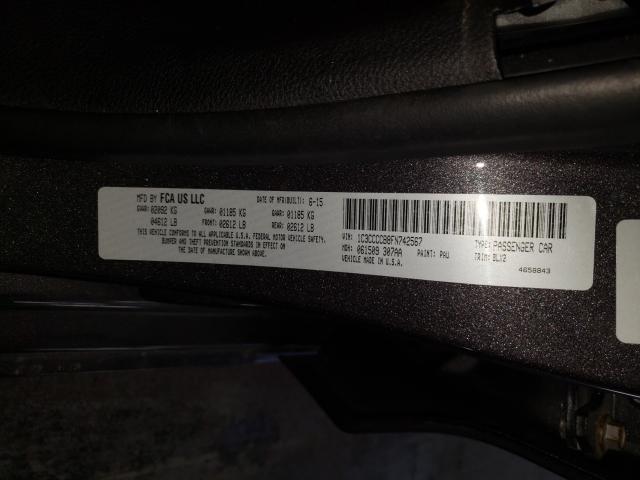 MFD BY FCA US LLC DATE OF MFR(BUILT): 6-15
GVWR: 02092 KG GAWR: 01185 KG GAWR: 01185 KG
04612 LB FRONT: 02612 LB REAR: 02612 LB
THIS VEHICLE CONFORMS TO ALL APPLICABLE U.S.A. FEDERAL MOTOR VEHICLE SAFETY,
BUMPER AND THEFT PREVENTION STANDARDS IN EFFECT ON
THE DATE OF MANUFACTURE SHOWN ABOVE.
VIN: 1C3CCCCB8FN742567 TYPE: PASSENGER CAR
MDH: 061509 307AA PAINT: PAU TRIM: BLX2
VEHICLE MADE IN U.S.A.
4658843